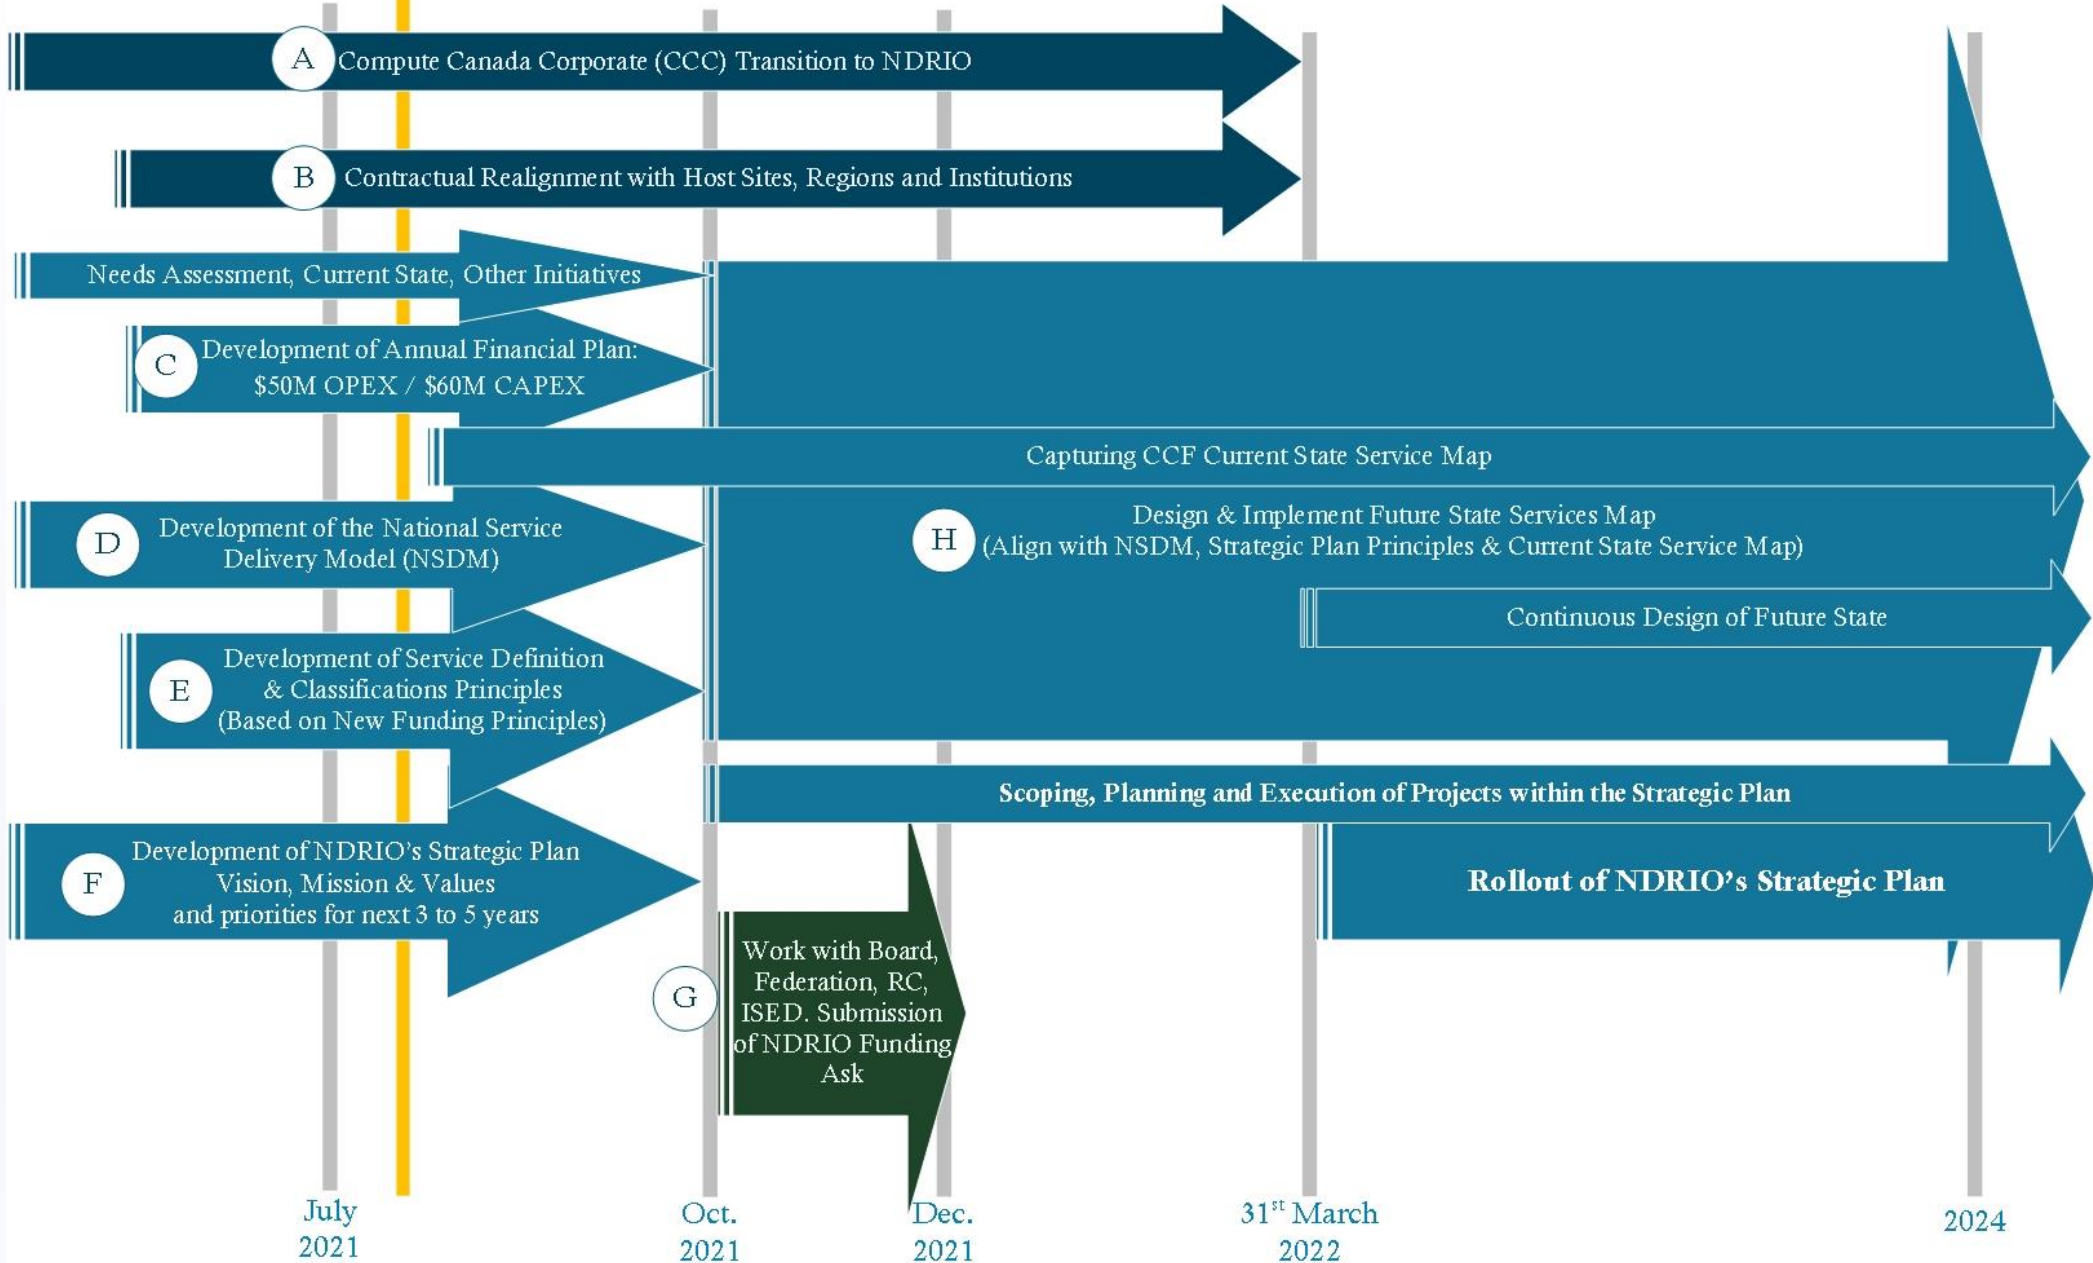 A
Compute Canada Corporate (CCC) Transition to NDRIO
B
Contractual Realignment with Host Sites, Regions and Institutions
Needs Assessment, Current State, Other Initiatives
C
Development of Annual Financial Plan:
$50M OPEX / $60M CAPEX
Capturing CCF Current State Service Map
D
Development of the National Service
Delivery Model (NSDM)
H
Design & Implement Future State Services Map
(Align with NSDM, Strategic Plan Principles & Current State Service Map)
Continuous Design of Future State
E
Development of Service Definition
& Classifications Principles
(Based on New Funding Principles)
Scoping, Planning and Execution of Projects within the Strategic Plan
F
Development of NDRIO’s Strategic Plan
Vision, Mission & Values
and priorities for next 3 to 5 years
Rollout of NDRIO’s Strategic Plan
G
Work with Board,
Federation, RC,
ISED. Submission
of NDRIO Funding
Ask
July
2021
Oct.
2021
Dec.
2021
31st March
2022
2024